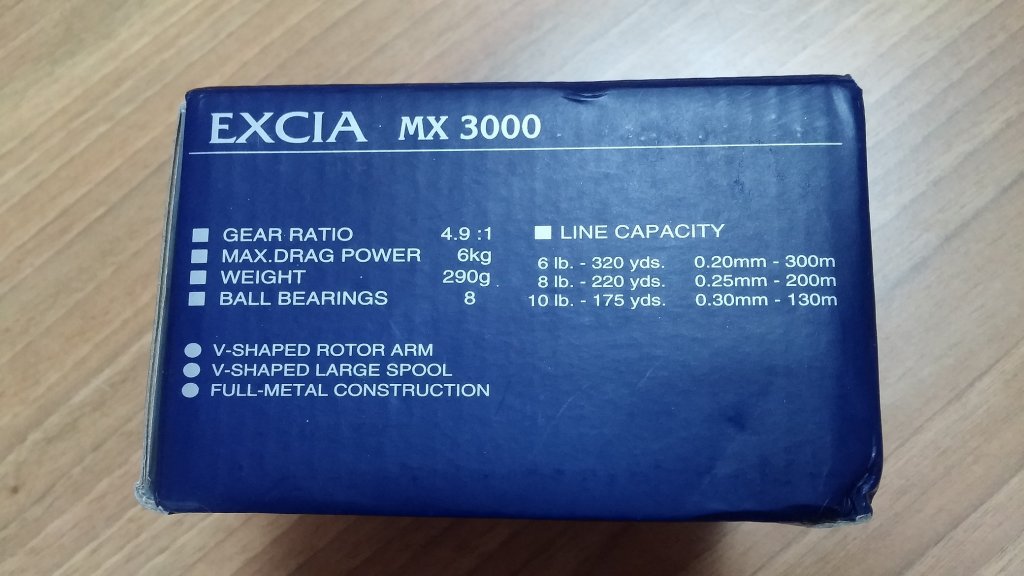 EXCIA MX 3000
GEAR RATIO 4.9 :1
MAX.DRAG POWER 6kg
WEIGHT 290g
BALL BEARINGS 8
LINE CAPACITY
6 lb. - 320 yds. 0.20mm - 300m
8 lb. - 220 yds. 0.25mm - 200m
10 lb. - 175 yds. 0.30mm - 130m
V-SHAPED ROTOR ARM
V-SHAPED LARGE SPOOL
FULL-METAL CONSTRUCTION